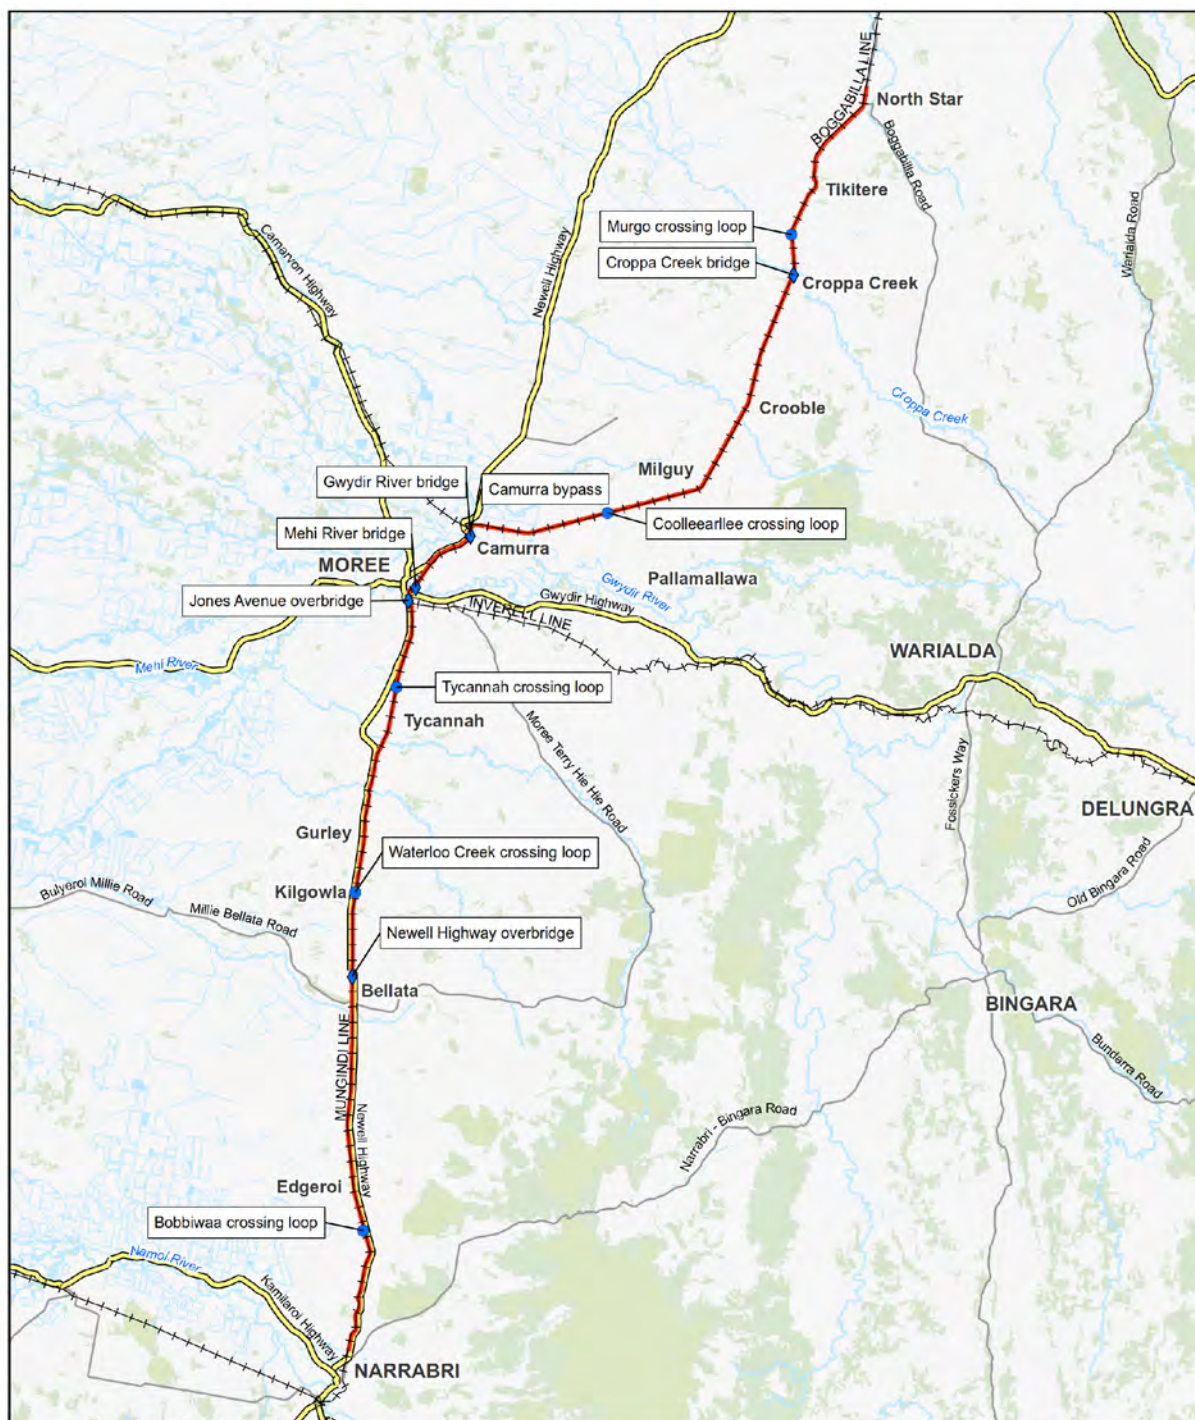 BOGGABILLA LINE
North Star
Boggabilla Road
Tikitere
Warialda Road
Murgo crossing loop
Croppa Creek bridge
Croppa Creek
Carnarvon Highway
Newell Highway
Croppa Creek
Crooble
Milguy
Gwydir River bridge
Camurra bypass
Coolleearllee crossing loop
Mehi River bridge
Camurra
MOREE
Pallamallawa
Gwydir River
Jones Avenue overbridge
Gwydir Highway
INVERELL LINE
WARIALDA
Mehi River
Tycannah crossing loop
Tycannah
Moree Terry Hie Hie Road
Fossickers Way
DELUNGRA
Gurley
Waterloo Creek crossing loop
Kilgowla
Bulyeroi Millie Road
Millie Bellata Road
Old Bingara Road
Newell Highway overbridge
Bellata
BINGARA
MUNGINDI LINE
Bundarra Road
Newell Highway
Narrabri - Bingara Road
Edgeroi
Bobbiwaa crossing loop
Namoi River
Kamilaroi Highway
NARRABRI